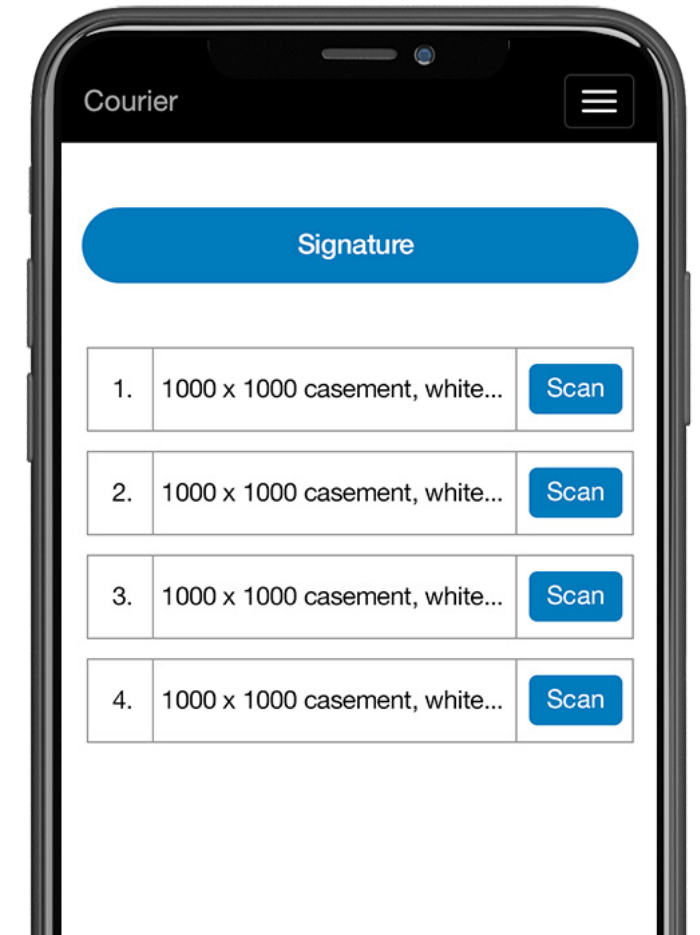 Courier
Signature
1. 1000 x 1000 casement, white... Scan
2. 1000 x 1000 casement, white... Scan
3. 1000 x 1000 casement, white... Scan
4. 1000 x 1000 casement, white... Scan